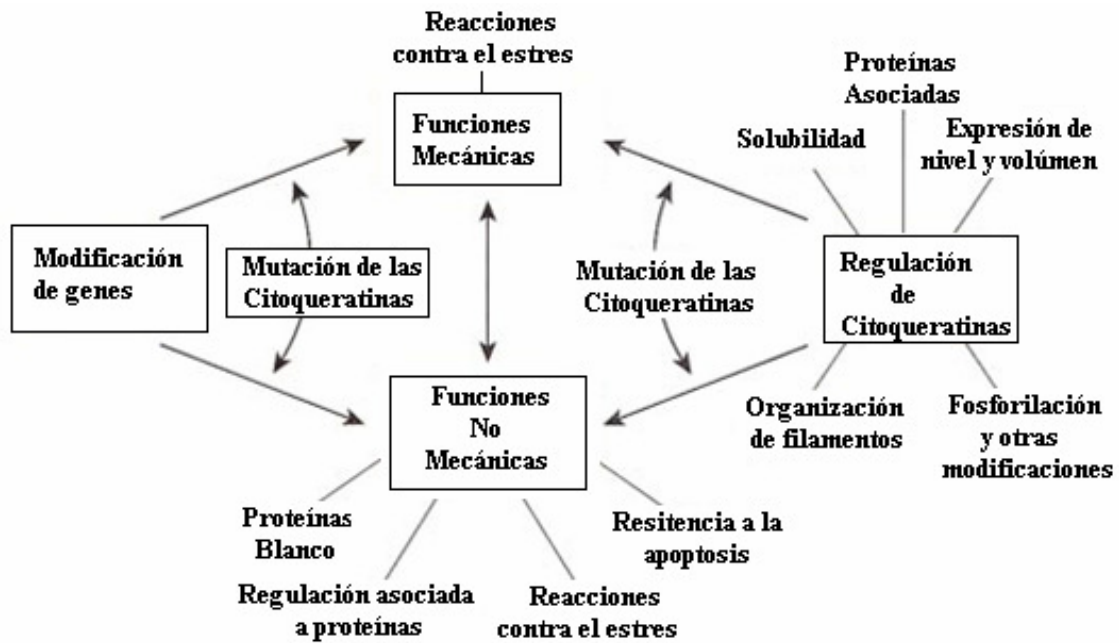 Reacciones
contra el estres
Funciones
Mecánicas
Proteínas
Asociadas
Solubilidad
Expresión de
nivel y volúmen
Modificación
de genes
Mutación de las
Citoqueratinas
Mutación de las
Citoqueratinas
Regulación
de
Citoqueratinas
Funciones
No
Mecánicas
Organización
de filamentos
Fosforilación
y otras
modificaciones
Proteínas
Blanco
Resitencia a la
apoptosis
Regulación asociada
a proteínas
Reacciones
contra el estres